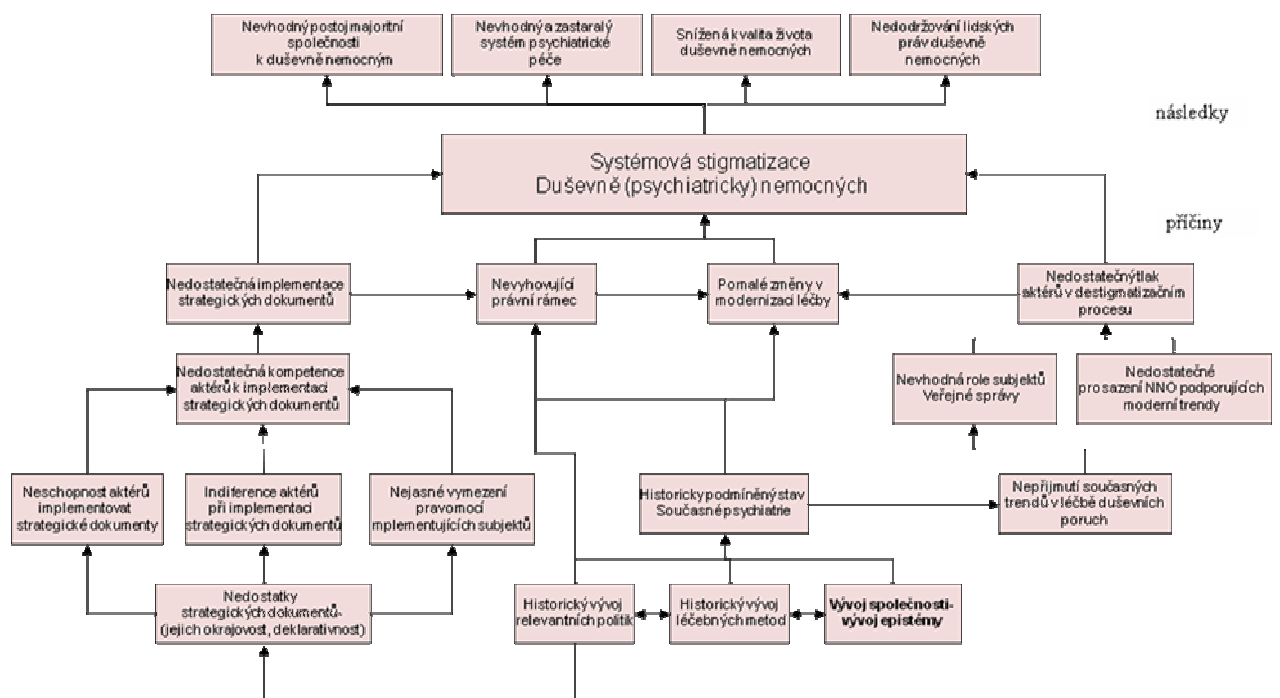 Nevhodný postoj majoritní
společnosti
k duševně nemocným
Nevhodný a zastaralý
systém psychiatrické
péče
Snížená kvalita života
duševně nemocných
Nedodržování lidských
práv duševně
nemocných
následky
Systémová stigmatizace
Duševně (psychiatricky) nemocných
příčiny
Nedostatečná implementace
strategických dokumentů
Nevyhovující
právní rámec
Pomalé změny v
modernizaci léčby
Nedostatečný tlak
aktérů v destigmatizačním
procesu
Nedostatečná kompetence
aktérů k implementaci
strategických dokumentů
Nevhodná role subjektů
Veřejné správy
Nedostatečné
prosazení NNO podporujících
moderní trendy
Neschopnost aktérů
implementovat
strategické dokumenty
Indiference aktérů
při implementaci
strategických dokumentů
Nejasné vymezení
pravomocí
mplementujících subjektů
Historicky podmíněný stav
Současné psychiatrie
Nepřijmutí současných
trendů v léčbě duševních
poruch
Nedostatky
strategických dokumentů-
(jejich okrajovost, deklarativnost)
Historický vývoj
relevantních politik
Historický vývoj
léčebných metod
Vývoj společnosti-
vývoj epistémy